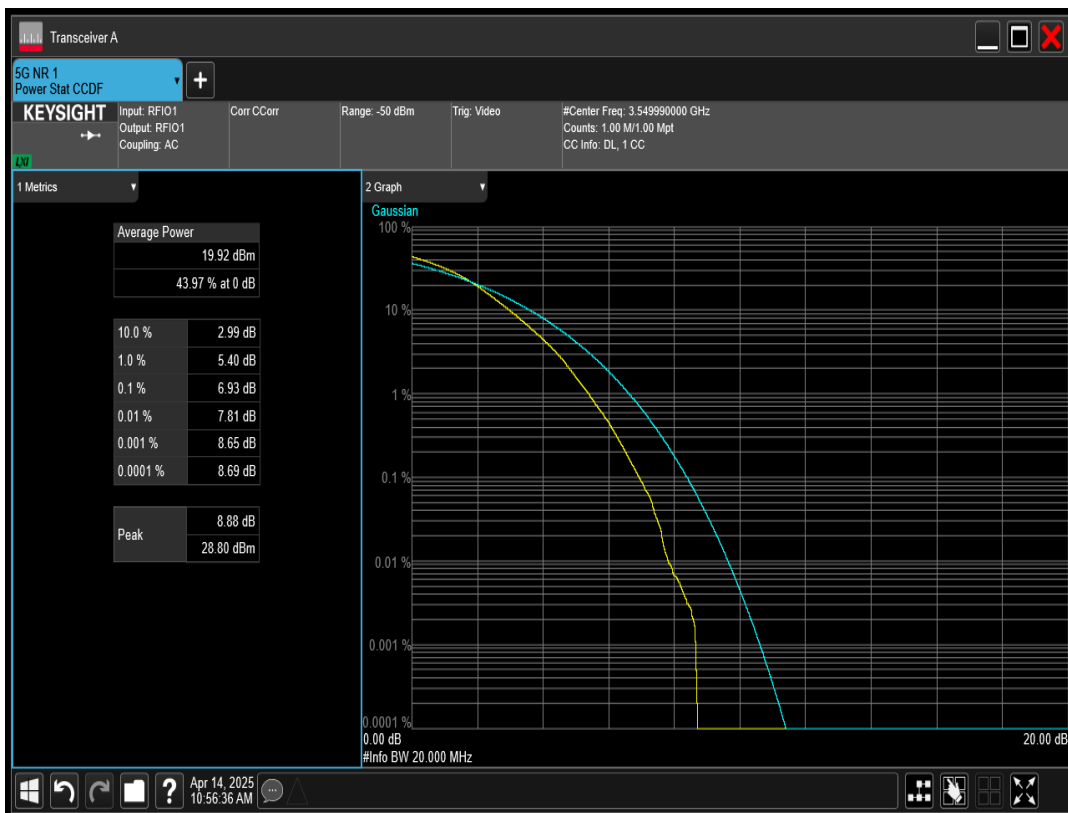 Transceiver A
5G NR 1
Power Stat CCDF
KEYSIGHT
LXI
Input: RFIO1
Output: RFIO1
Coupling: AC
Corr CCorr
Range: -50 dBm
Trig: Video
#Center Freq: 3.549990000 GHz
Counts: 1.00 M/1.00 Mpt
CC Info: DL, 1 CC
1 Metrics
Average Power
19.92 dBm
43.97 % at 0 dB
10.0 % 2.99 dB
1.0 % 5.40 dB
0.1 % 6.93 dB
0.01 % 7.81 dB
0.001 % 8.65 dB
0.0001 % 8.69 dB
Peak
8.88 dB
28.80 dBm
2 Graph
Gaussian
100 %
10 %
1 %
0.1 %
0.01 %
0.001 %
0.0001 %
0.00 dB
20.00 dB
#Info BW 20.000 MHz
?
Apr 14, 2025
10:56:36 AM